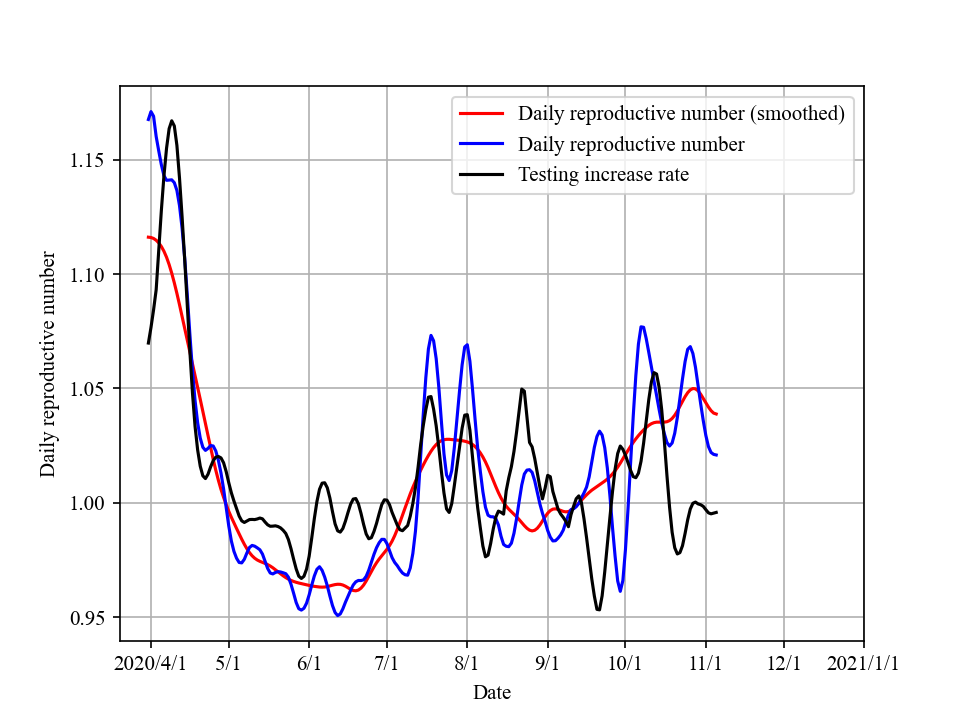 Daily reproductive number (smoothed)
Daily reproductive number
Testing increase rate
Daily reproductive number
1.15
1.10
1.05
1.00
0.95
2020/4/1 5/1 6/1 7/1 8/1 9/1 10/1 11/1 12/1 2021/1/1
Date